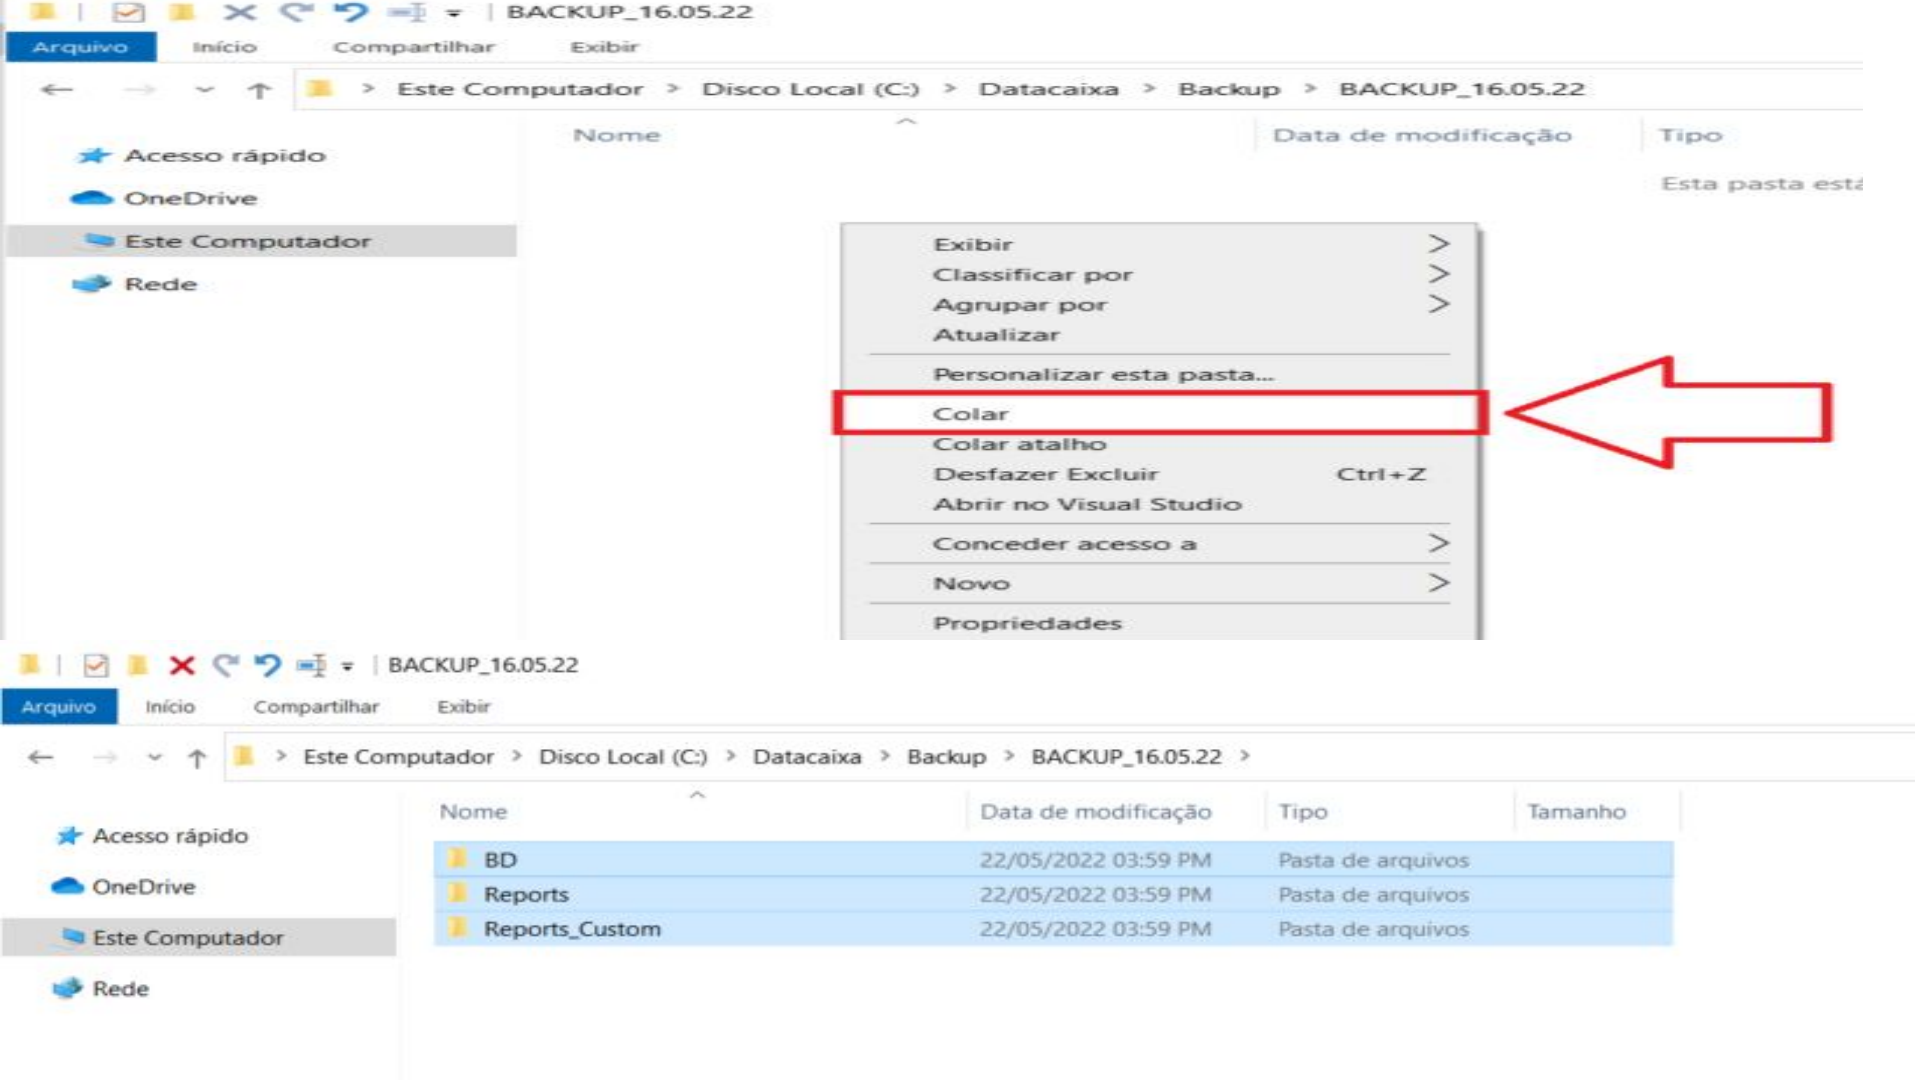 BACKUP_16.05.22
Arquivo Início Compartilhar Exibir
Este Computador > Disco Local (C:) > Datacaixa > Backup > BACKUP_16.05.22
Nome Data de modificação Tipo
Acesso rápido
Esta pasta está
OneDrive
Este Computador
Rede
Exibir >
Classificar por >
Agrupar por >
Atualizar
Personalizar esta pasta...
Colar
Colar atalho
Desfazer Excluir Ctrl+Z
Abrir no Visual Studio
Conceder acesso a >
Novo >
Propriedades
BACKUP_16.05.22
Arquivo Início Compartilhar Exibir
Este Computador > Disco Local (C:) > Datacaixa > Backup > BACKUP_16.05.22 >
Nome Data de modificação Tipo Tamanho
Acesso rápido
OneDrive
Este Computador
Rede
BD 22/05/2022 03:59 PM Pasta de arquivos
Reports 22/05/2022 03:59 PM Pasta de arquivos
Reports_Custom 22/05/2022 03:59 PM Pasta de arquivos